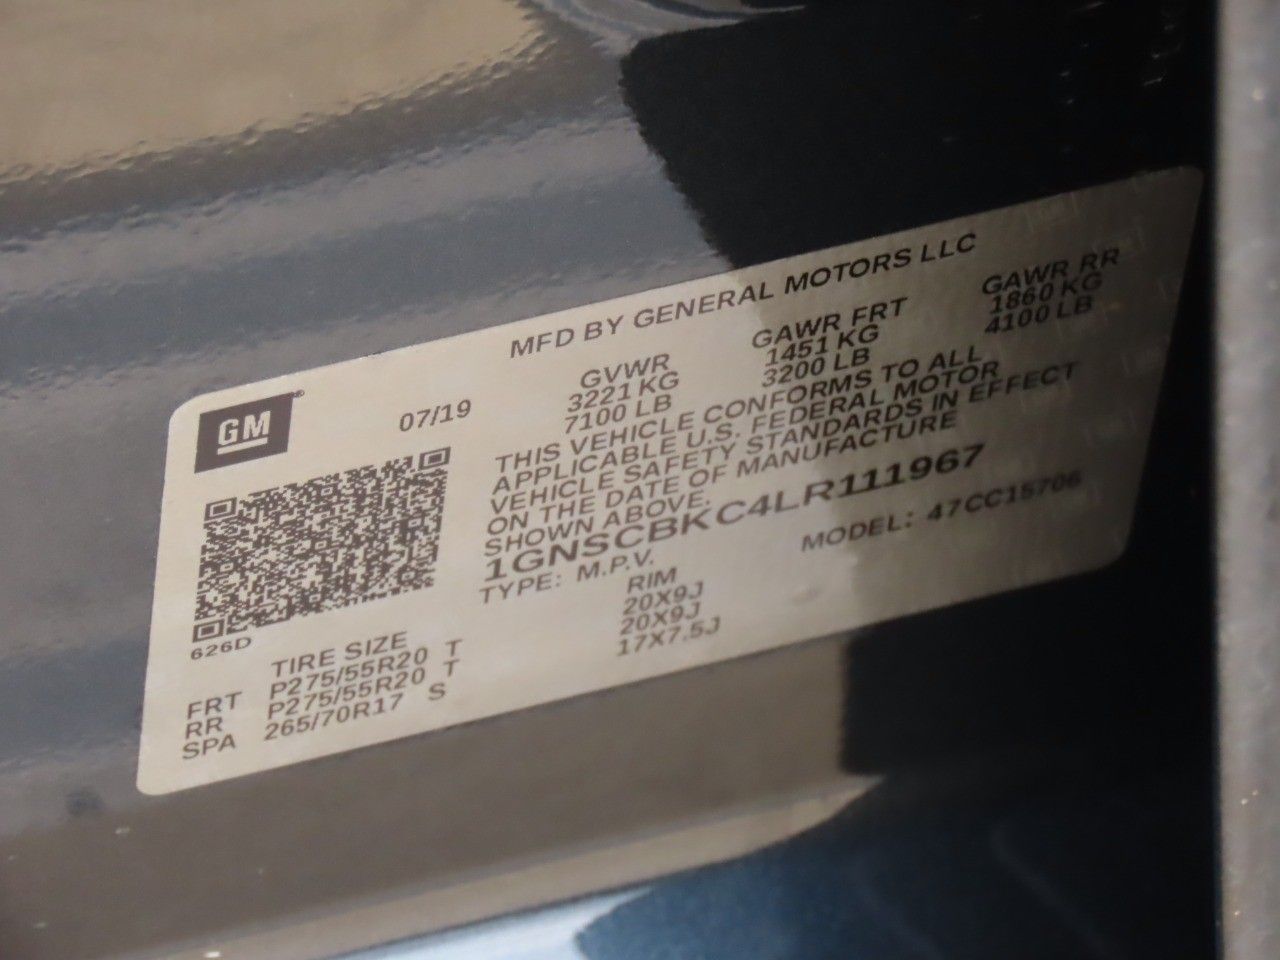 MFD BY GENERAL MOTORS LLC
GM
07/19
GVWR GAWR FRT GAWR RR
3221 KG 1451 KG 1860 KG
7100 LB 3200 LB 4100 LB
THIS VEHICLE CONFORMS TO ALL
APPLICABLE U.S. FEDERAL MOTOR
VEHICLE SAFETY STANDARDS IN EFFECT
ON THE DATE OF MANUFACTURE
SHOWN ABOVE.
1GNSCBKC4LR111967
TYPE: M.P.V. MODEL: 47CC15706
626D
TIRE SIZE RIM
FRT P275/55R20 T 20X9J
RR P275/55R20 T 20X9J
SPA 265/70R17 S 17X7.5J